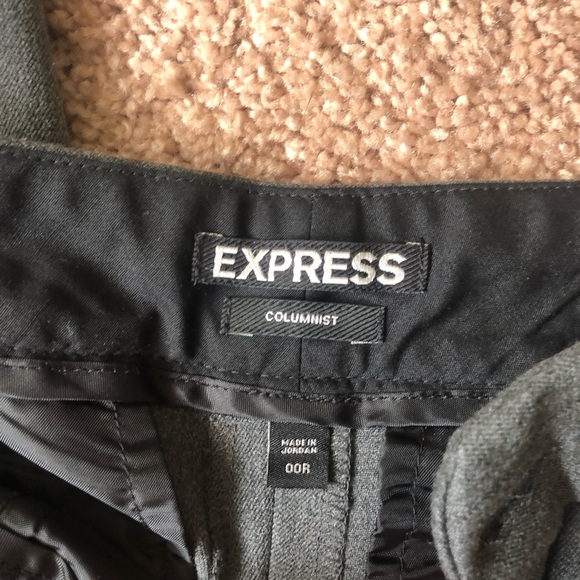 EXPRESS
COLUMNIST
MADE IN
JORDAN
00R